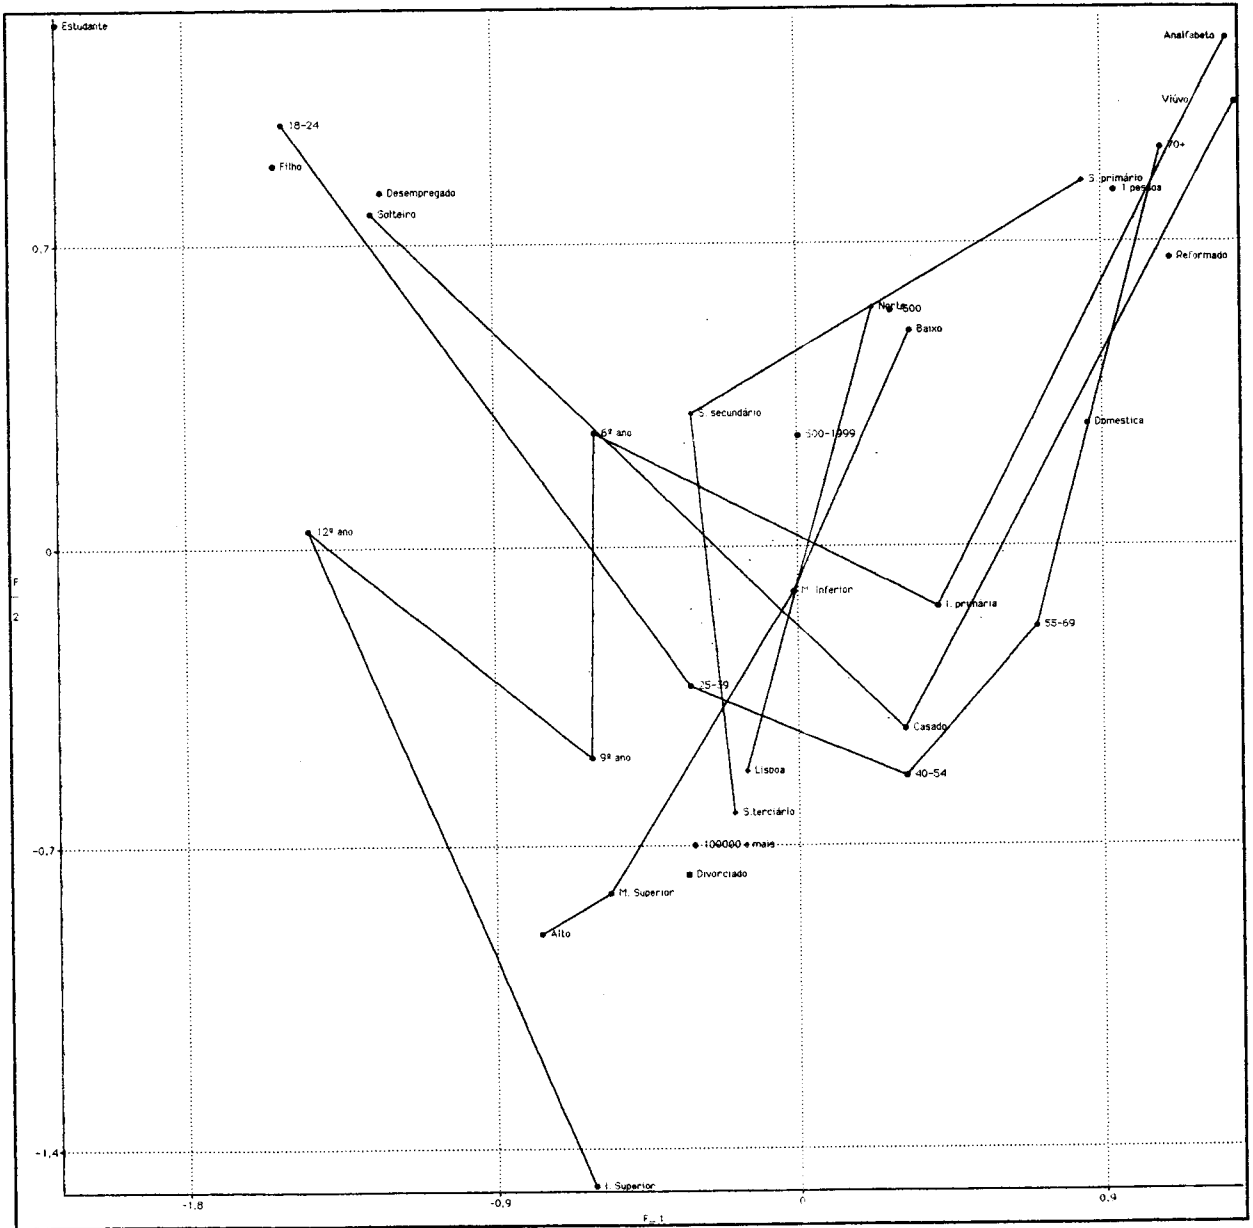 Estudante
Analfabeto
Viúvo
18-24
70+
Filho
S. primário
1 pessoa
Desempregado
Solteiro
0.7
Reformado
Norte
-500
Baixo
S. secundário
Domestica
6º ano
500-1999
12º ano
0
F
2
M. Inferior
I. primária
55-69
25-39
Casado
9º ano
Lisboa
40-54
S.terciário
-0.7
100000 e mais
Divorciado
M. Superior
Alto
-1.4
I. Superior
-1.8
-0.9
0
0.9
F_1